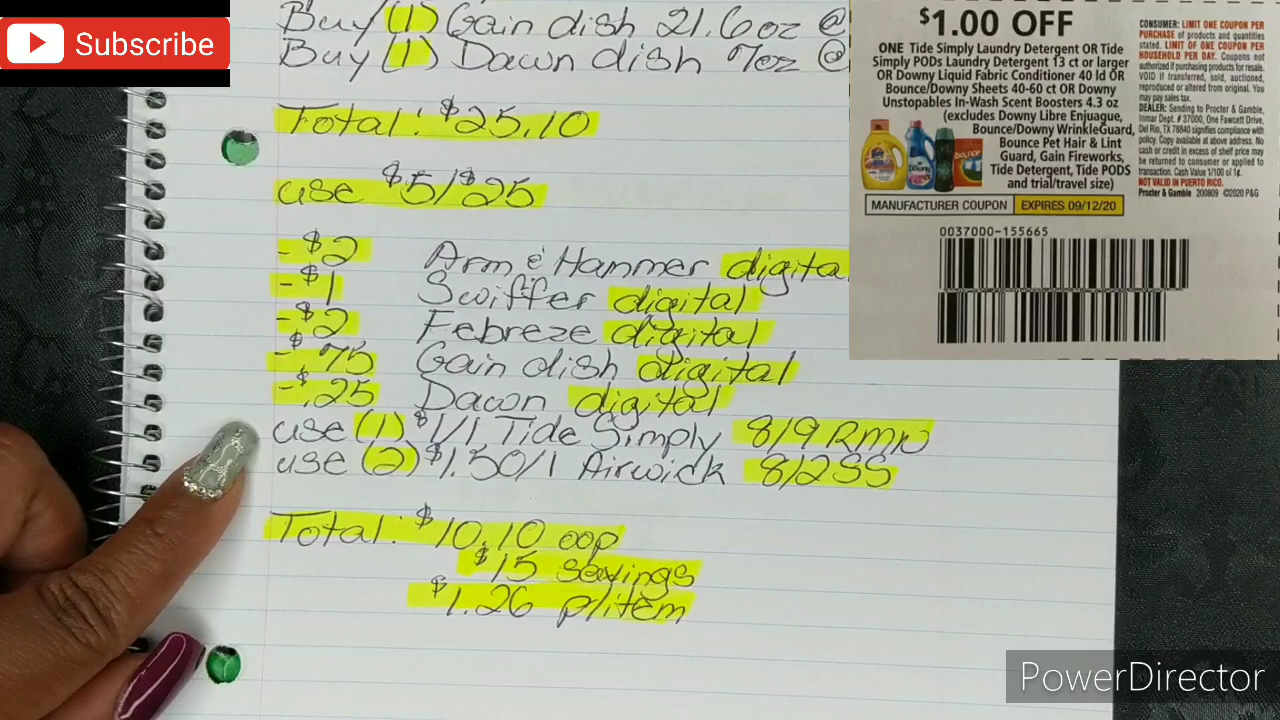 Subscribe
Buy (1) Gain dish 21.6oz @
Buy (1) Dawn dish 7oz @
Total: $25.10
use $5/$25
-$2 Arm & Hammer digital
-$1 Swiffer digital
-$2 Febreze digital
-$.75 Gain dish digital
-$.25 Dawn digital
use (1) $1/1 Tide Simply 8/9 RMN
use (2) $1.50/1 Airwick 8/2 SS
Total: $10.10 oop
$15 savings
$1.26 p/item
$1.00 OFF
ONE Tide Simply Laundry Detergent OR Tide
Simply PODs Laundry Detergent 13 ct or larger
OR Downy Liquid Fabric Conditioner 40 ld OR
Bounce/Downy Sheets 40-60 ct OR Downy
Unstopables In-Wash Scent Boosters 4.3 oz
(excludes Downy Libre Enjuague,
Bounce/Downy WrinkleGuard,
Bounce Pet Hair & Lint
Guard, Gain Fireworks,
Tide Detergent, Tide PODS
and trial/travel size)
MANUFACTURER COUPON EXPIRES 09/12/20
CONSUMER: LIMIT ONE COUPON PER
PURCHASE of products and quantities
stated. LIMIT OF ONE COUPON PER
HOUSEHOLD PER DAY. Coupons not
authorized if purchasing products for resale.
VOID if transferred, sold, auctioned,
reproduced or altered from original. You
may pay sales tax.
DEALER: Sending to Procter & Gamble,
Inmar Dept. # 37000, One Fawcett Drive,
Del Rio, TX 78840 signifies compliance with
policy. Copy available at above address. No
cash or credit in excess of shelf price may
be returned to consumer or applied to
transaction. Cash Value 1/100 of 1¢.
NOT VALID IN PUERTO RICO.
Procter & Gamble 200809 ©2020 P&G
0037000-155665
PowerDirector